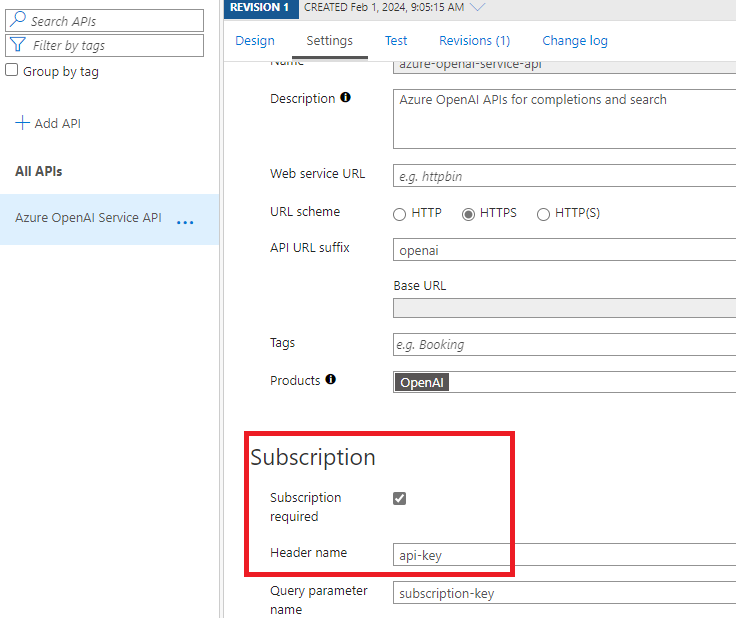 REVISION 1 CREATED Feb 1, 2024, 9:05:15 AM
Search APIs
Filter by tags
Group by tag
Add API
All APIs
Azure OpenAI Service API ...
Design Settings Test Revisions (1) Change log
Name azure-openai-service-api
Description Azure OpenAI APIs for completions and search
Web service URL e.g. httpbin
URL scheme HTTP HTTPS HTTP(S)
API URL suffix openai
Base URL
Tags e.g. Booking
Products OpenAI
Subscription
Subscription
required
Header name api-key
Query parameter subscription-key
name